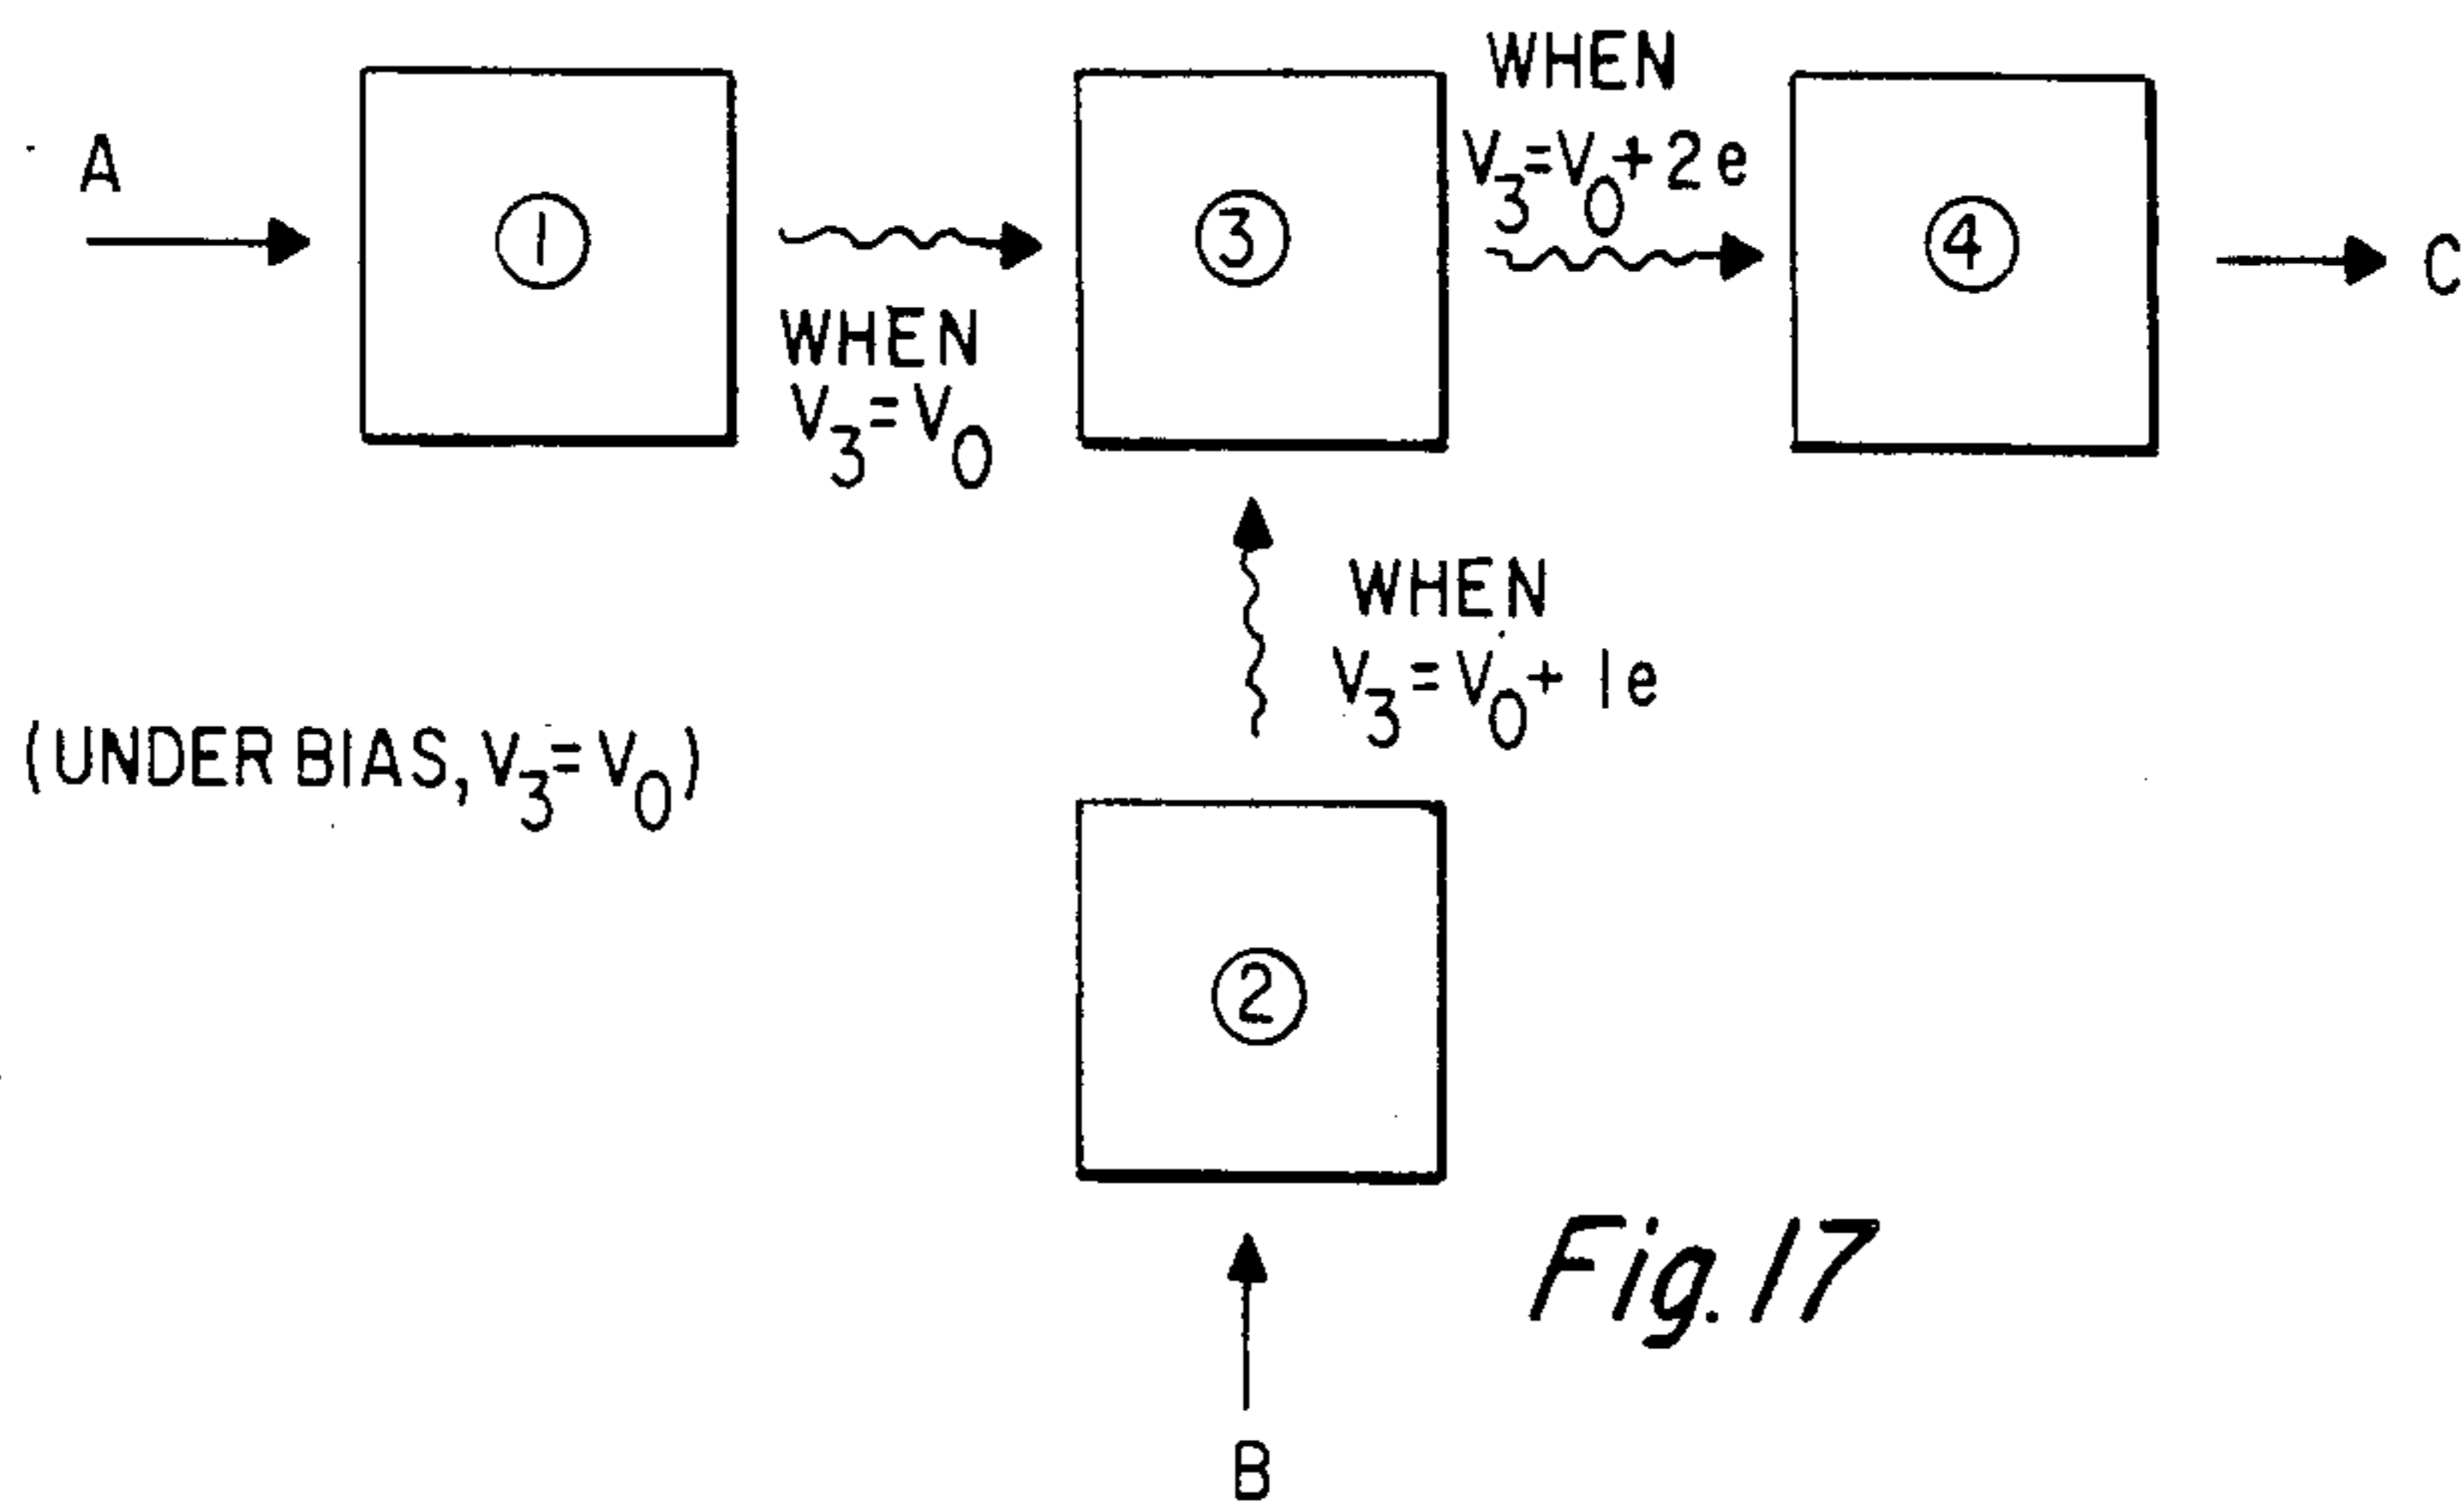 A
①
WHEN
V₃=V₀
③
WHEN
V₃=V₀+2e
④
C
WHEN
V₃=V₀+1e
(UNDER BIAS, V₃=V₀)
②
B
Fig. 17